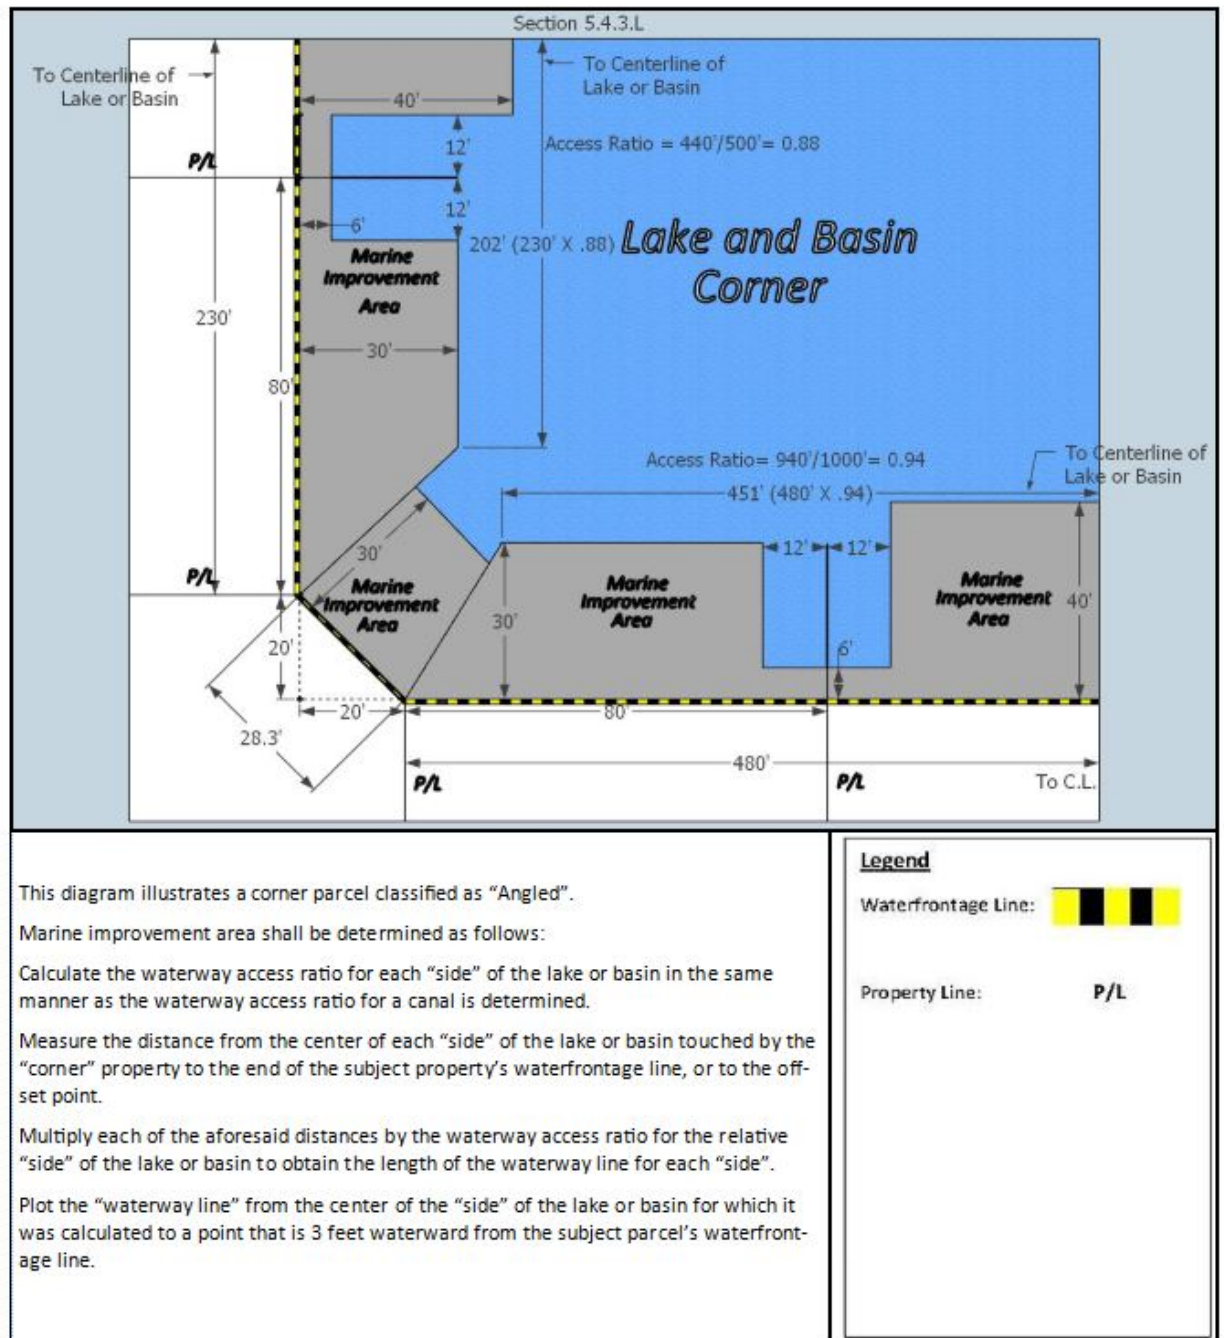 Section 5.4.3.L
To Centerline of
Lake or Basin
To Centerline of
Lake or Basin
40'
12'
Access Ratio = 440'/500'= 0.88
P/L
12'
6'
202' (230' X .88)
Lake and Basin
Corner
Marine
Improvement
Area
230'
30'
80'
Access Ratio= 940'/1000'= 0.94
To Centerline of
Lake or Basin
451' (480' X .94)
30'
12'
12'
P/L
Marine
Improvement
Area
Marine
Improvement
Area
Marine
Improvement
Area
40'
30'
20'
6'
20'
80'
28.3'
480'
P/L
P/L
To C.L.
This diagram illustrates a corner parcel classified as “Angled”.
Marine improvement area shall be determined as follows:
Calculate the waterway access ratio for each “side” of the lake or basin in the same
manner as the waterway access ratio for a canal is determined.
Measure the distance from the center of each “side” of the lake or basin touched by the
“corner” property to the end of the subject property’s waterfrontage line, or to the off-
set point.
Multiply each of the aforesaid distances by the waterway access ratio for the relative
“side” of the lake or basin to obtain the length of the waterway line for each “side”.
Plot the “waterway line” from the center of the “side” of the lake or basin for which it
was calculated to a point that is 3 feet waterward from the subject parcel’s waterfront-
age line.
Legend
Waterfrontage Line:
Property Line: P/L